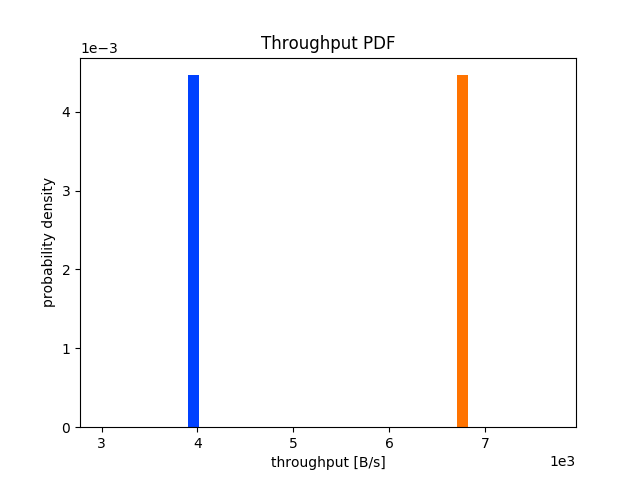 Throughput PDF
1e−3
4
3
2
1
0
probability density
3 4 5 6 7
throughput [B/s]
1e3